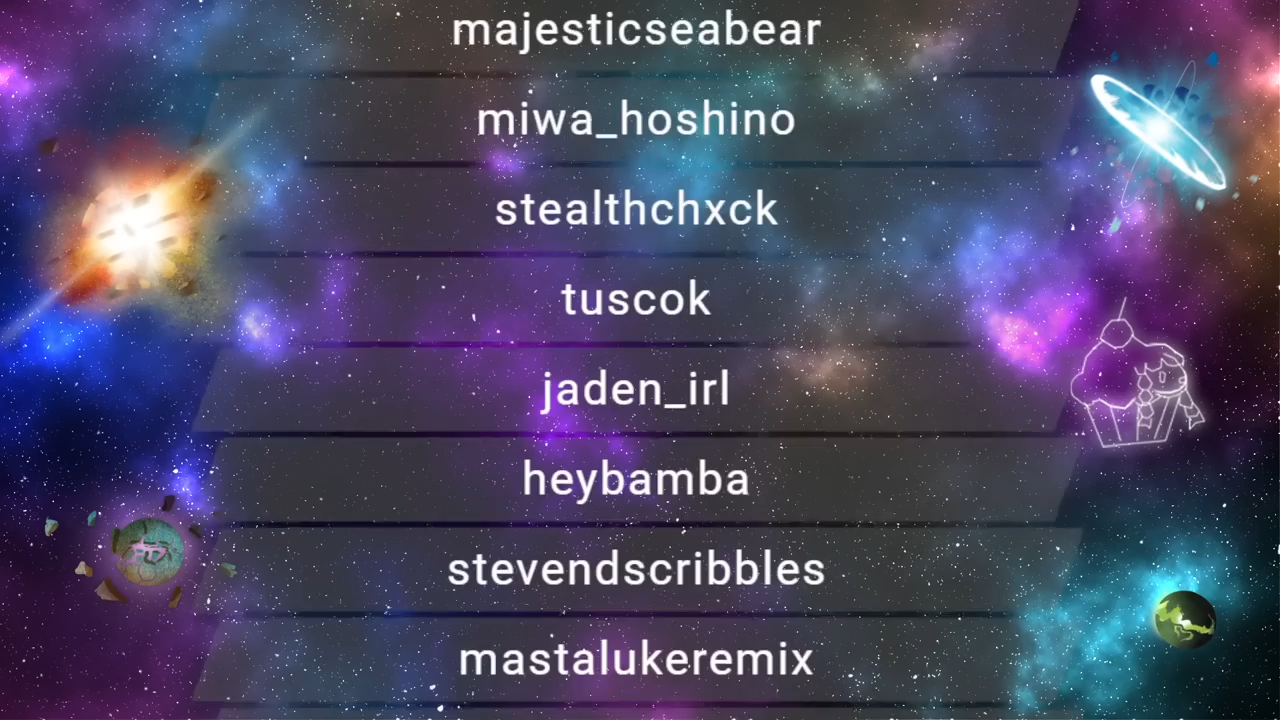 majesticseabear
miwa_hoshino
stealthchxck
tuscok
jaden_irl
heybamba
stevendscribbles
mastalukeremix